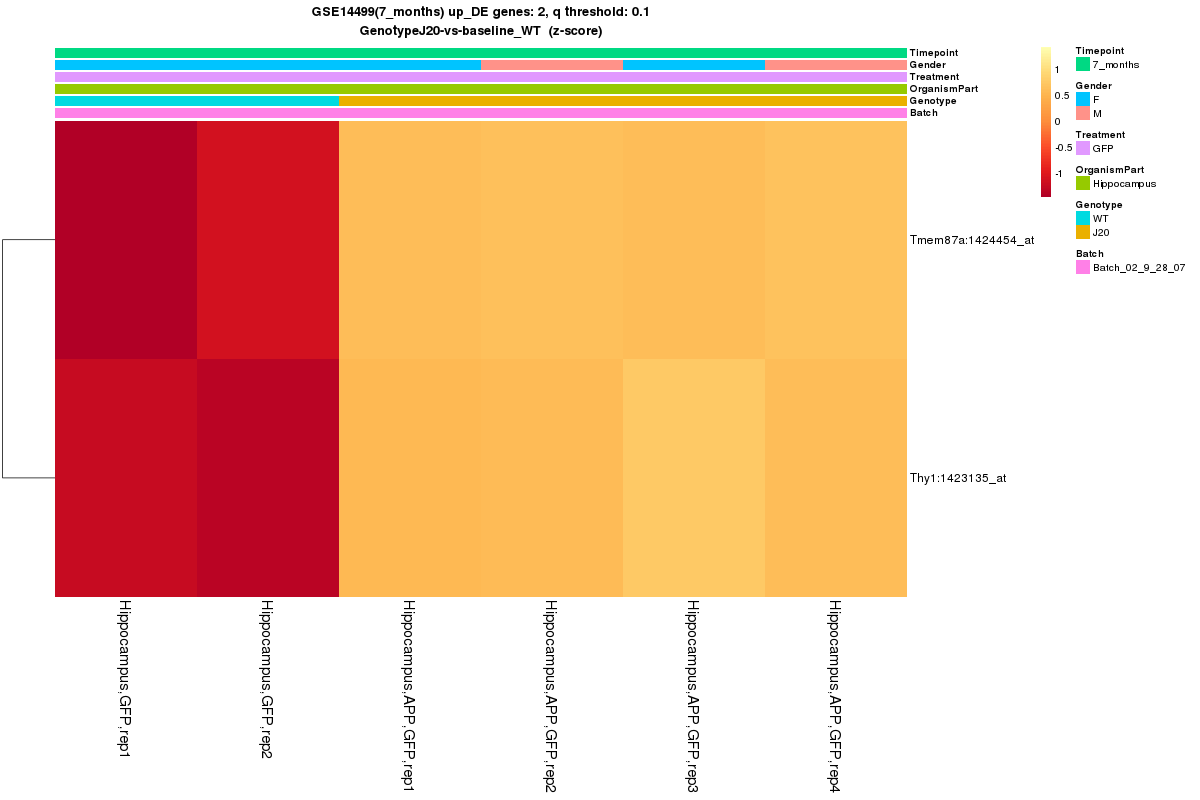 GSE14499(7_months) up_DE genes: 2, q threshold: 0.1
GenotypeJ20-vs-baseline_WT (z-score)
Timepoint
Gender
Treatment
OrganismPart
Genotype
Batch
Tmem87a:1424454_at
Thy1:1423135_at
Hippocampus,GFP,rep1
Hippocampus,GFP,rep2
Hippocampus,APP,GFP,rep1
Hippocampus,APP,GFP,rep2
Hippocampus,APP,GFP,rep3
Hippocampus,APP,GFP,rep4
1
0.5
0
-0.5
-1
Timepoint
7_months
Gender
F
M
Treatment
GFP
OrganismPart
Hippocampus
Genotype
WT
J20
Batch
Batch_02_9_28_07